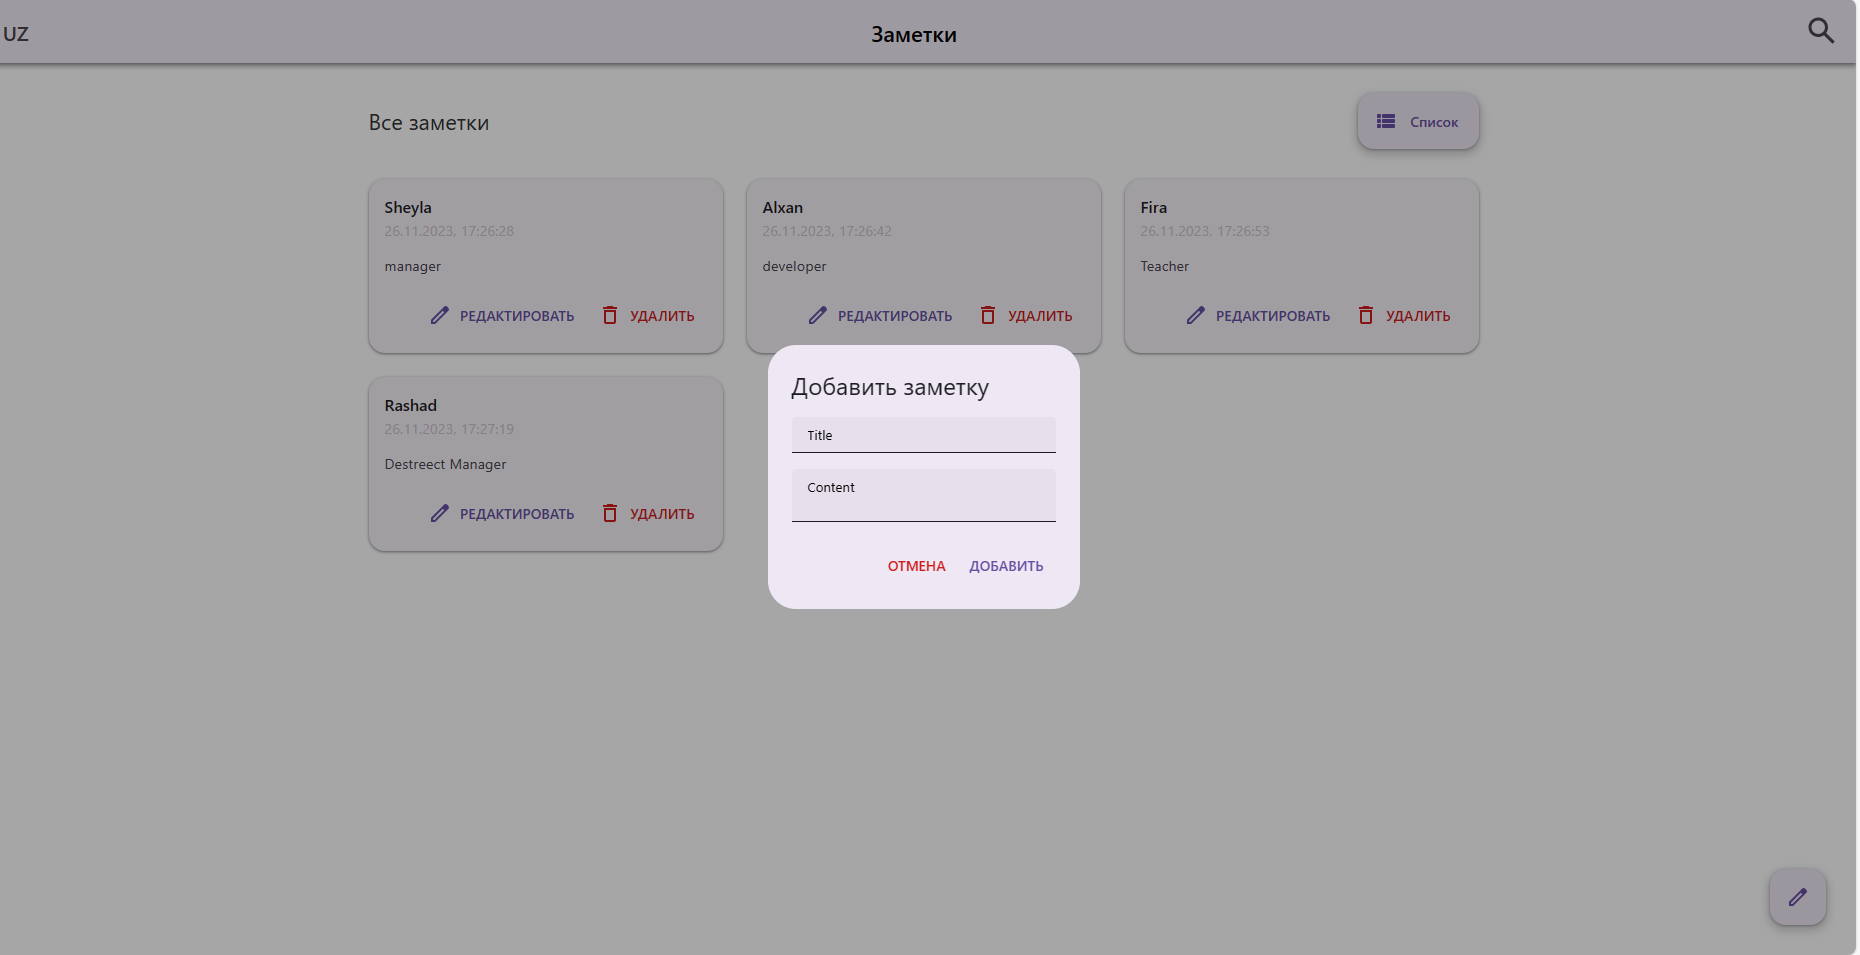 UZ
Заметки
Все заметки
Список
Sheyla
26.11.2023, 17:26:28
manager
РЕДАКТИРОВАТЬ УДАЛИТЬ
Alxan
26.11.2023, 17:26:42
developer
РЕДАКТИРОВАТЬ УДАЛИТЬ
Fira
26.11.2023, 17:26:53
Teacher
РЕДАКТИРОВАТЬ УДАЛИТЬ
Rashad
26.11.2023, 17:27:19
Destreect Manager
РЕДАКТИРОВАТЬ УДАЛИТЬ
Добавить заметку
Title
Content
ОТМЕНА ДОБАВИТЬ